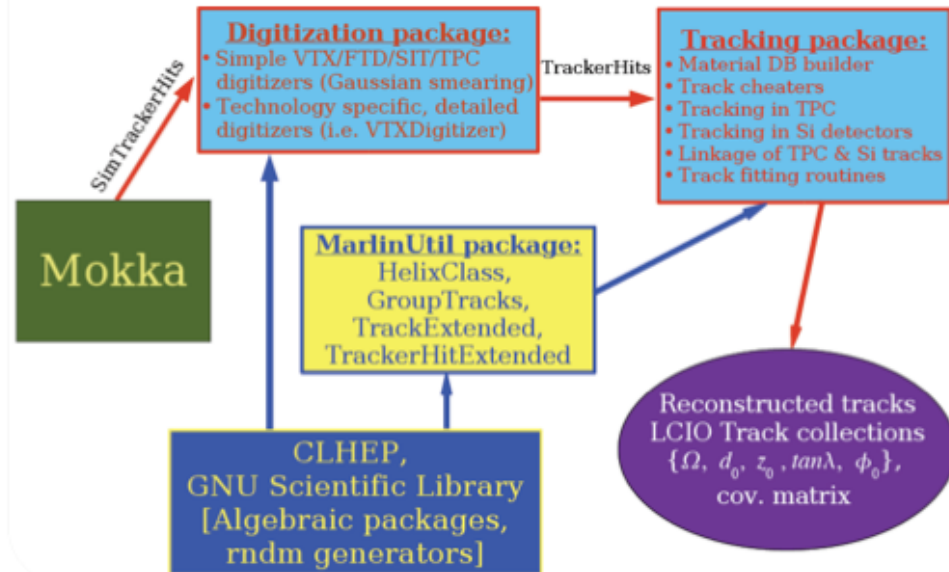 Digitization package:
• Simple VTX/FTD/SIT/TPC
digitizers (Gaussian smearing)
• Technology specific, detailed
digitizers (i.e. VTXDigitizer)
SimTrackerHits
TrackerHits
Tracking package:
• Material DB builder
• Track cheaters
• Tracking in TPC
• Tracking in Si detectors
• Linkage of TPC & Si tracks
• Track fitting routines
Mokka
MarlinUtil package:
HelixClass,
GroupTracks,
TrackExtended,
TrackerHitExtended
CLHEP,
GNU Scientific Library
[Algebraic packages,
rndm generators]
Reconstructed tracks
LCIO Track collections
{Ω, d₀, z₀, tanλ, ϕ₀},
cov. matrix